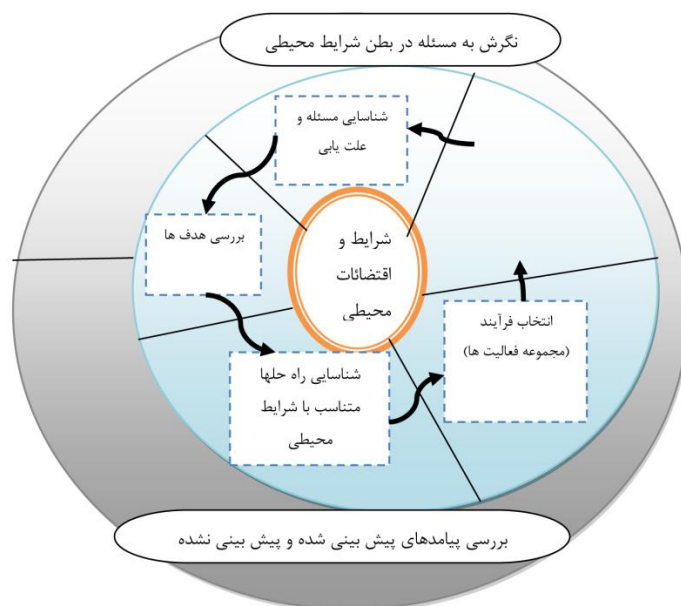 نگرش به مسئله در بطن شرایط محیطی
شناسایی مسئله و
علت یابی
بررسی هدف ها
شرایط و
اقتضائات
محیطی
انتخاب فرآیند
(مجموعه فعالیت ها)
شناسایی راه حلها
متناسب با شرایط
محیطی
بررسی پیامدهای پیش بینی شده و پیش بینی نشده